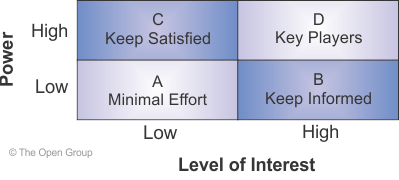 Power
High
C
Keep Satisfied
D
Key Players
Low
A
Minimal Effort
B
Keep Informed
Low
High
© The Open Group
Level of Interest